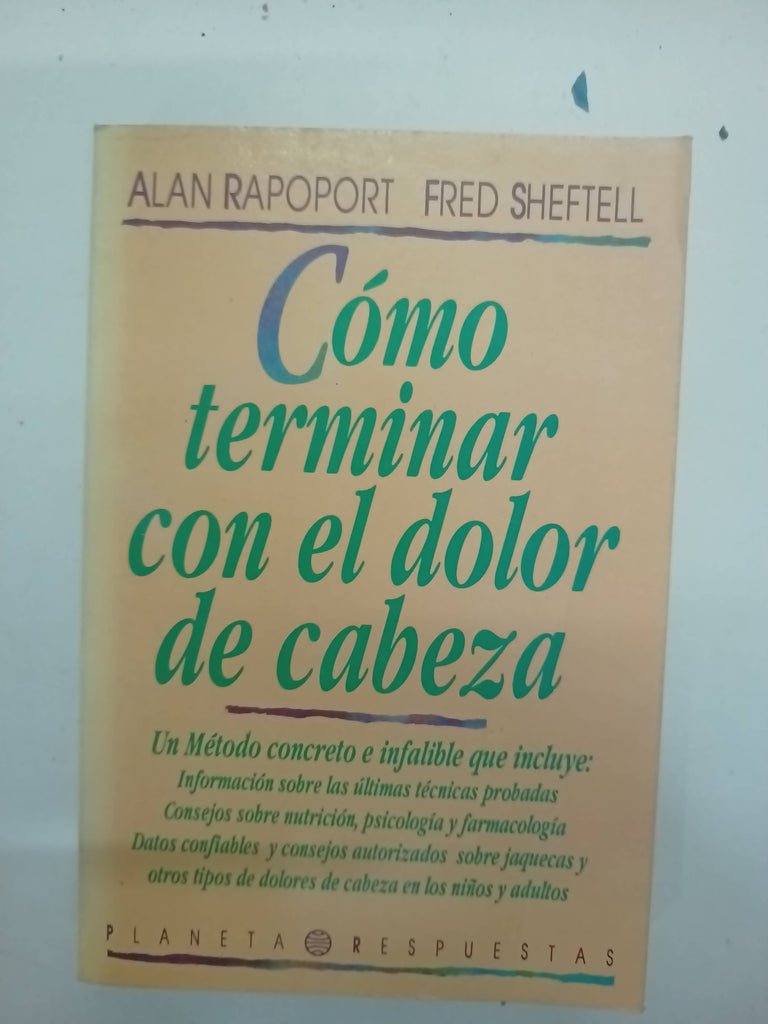 ALAN RAPOPORT FRED SHEFTELL
Cómo
terminar
con el dolor
de cabeza
Un Método concreto e infalible que incluye:
Información sobre las últimas técnicas probadas
Consejos sobre nutrición, psicología y farmacología
Datos confiables y consejos autorizados sobre jaquecas y
otros tipos de dolores de cabeza en los niños y adultos
PLANETA RESPUESTAS